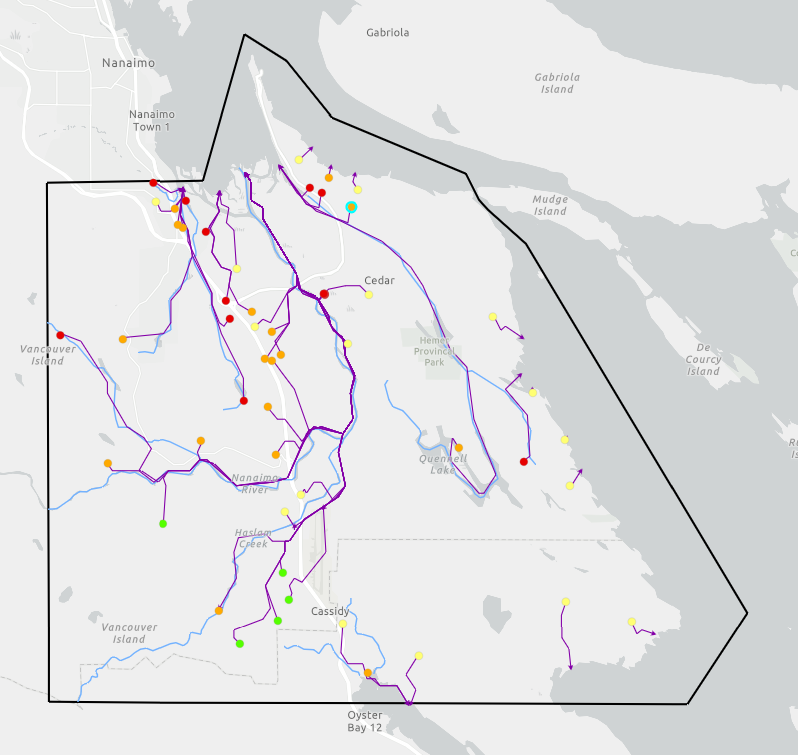 Gabriola
Nanaimo
Gabriola
Island
Nanaimo
Town 1
Mudge
Island
Cedar
Heme
Provincial
Park
De
Courcy
Island
Vancouver
Island
Quennell
Lake
Nanaimo
River
Haslam
Creek
Cassidy
Vancouver
Island
Oyster
Bay 12